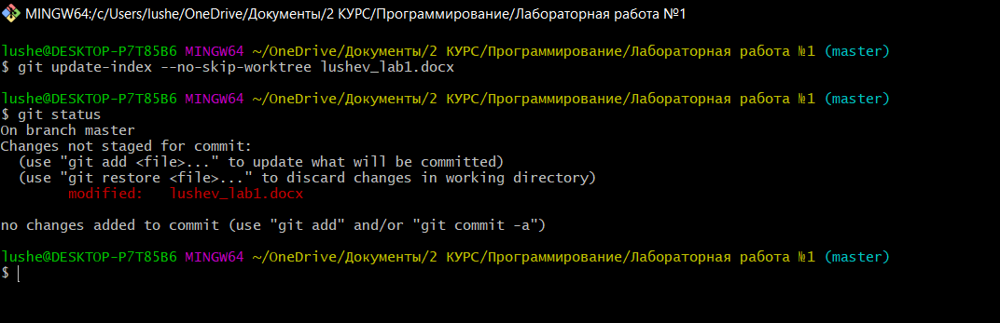 MINGW64:/c/Users/lushe/OneDrive/Документы/2 КУРС/Программирование/Лабораторная работа №1
lushe@DESKTOP-P7T85B6 MINGW64 ~/OneDrive/Документы/2 КУРС/Программирование/Лабораторная работа №1 (master)
$ git update-index --no-skip-worktree lushev_lab1.docx
lushe@DESKTOP-P7T85B6 MINGW64 ~/OneDrive/Документы/2 КУРС/Программирование/Лабораторная работа №1 (master)
$ git status
On branch master
Changes not staged for commit:
  (use "git add <file>..." to update what will be committed)
  (use "git restore <file>..." to discard changes in working directory)
        modified:   lushev_lab1.docx
no changes added to commit (use "git add" and/or "git commit -a")
lushe@DESKTOP-P7T85B6 MINGW64 ~/OneDrive/Документы/2 КУРС/Программирование/Лабораторная работа №1 (master)
$